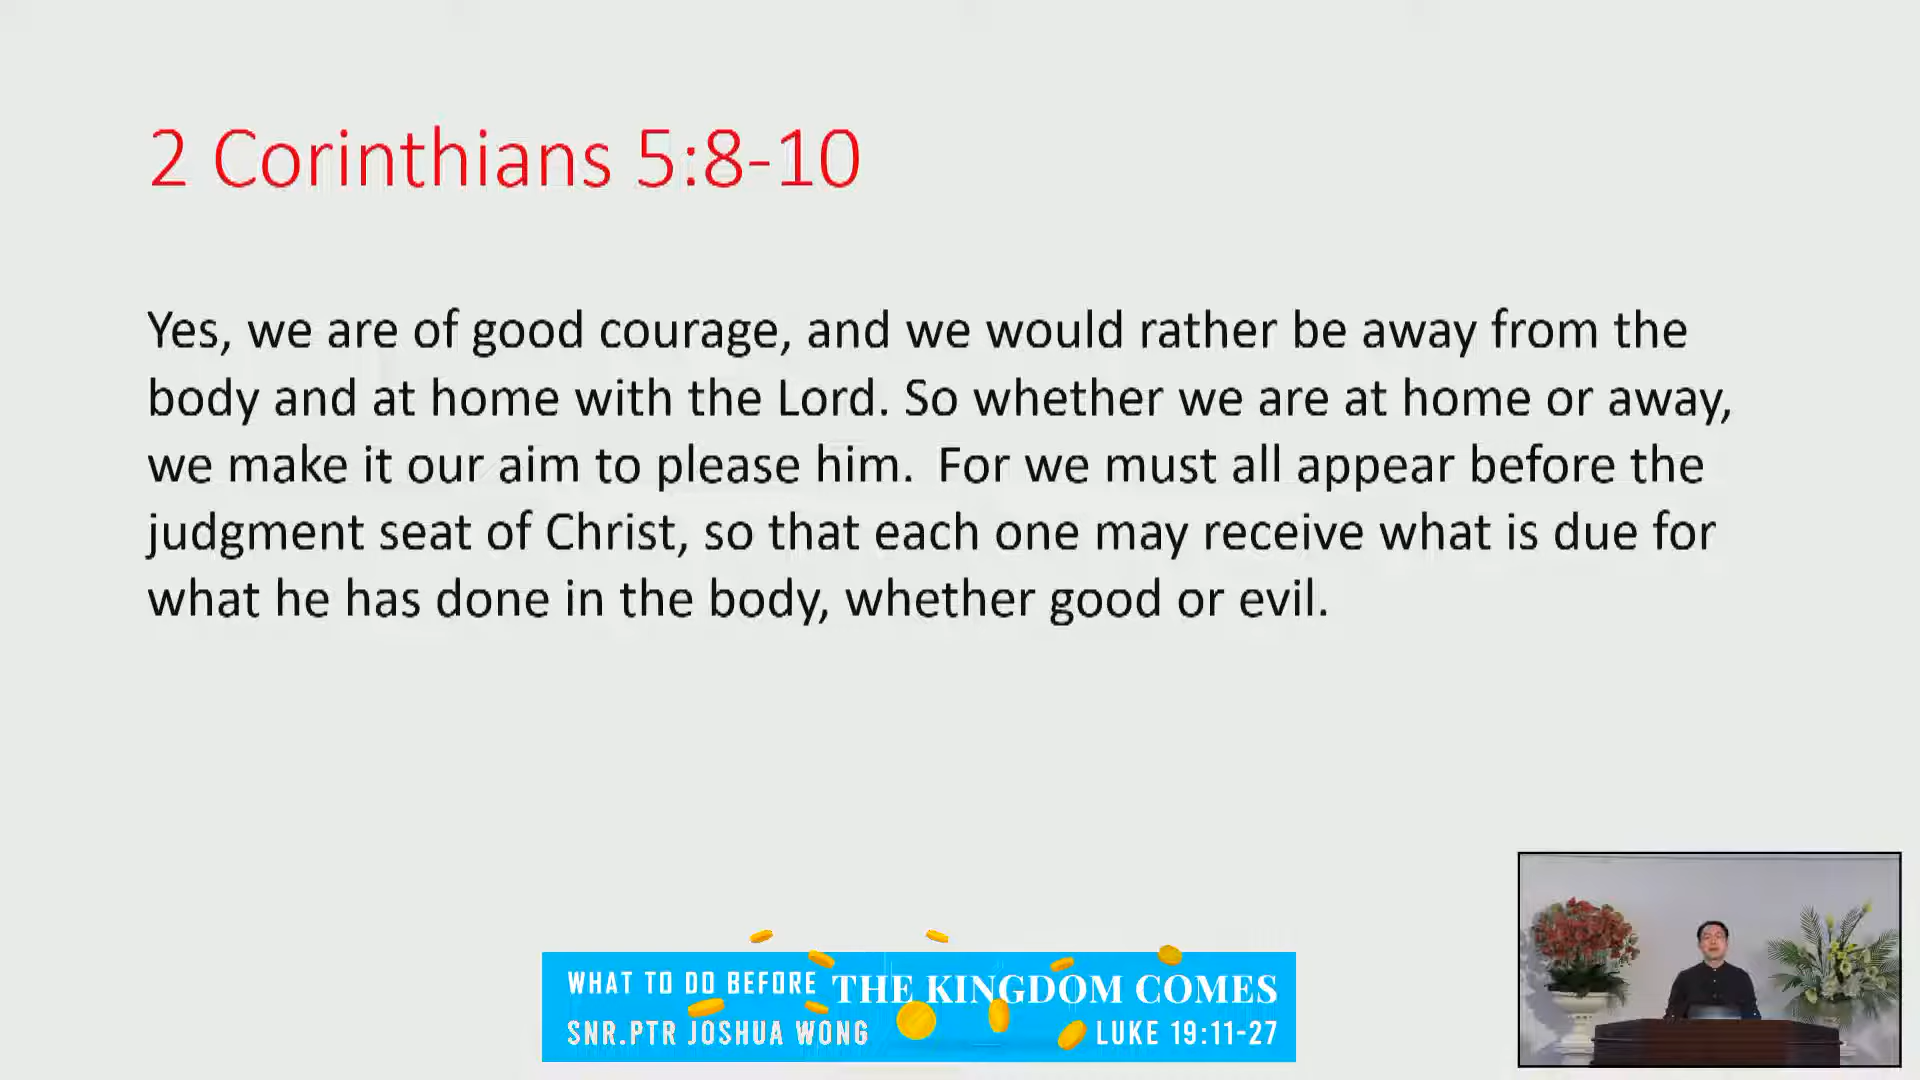 2 Corinthians 5:8-10
Yes, we are of good courage, and we would rather be away from the
body and at home with the Lord. So whether we are at home or away,
we make it our aim to please him. For we must all appear before the
judgment seat of Christ, so that each one may receive what is due for
what he has done in the body, whether good or evil.
WHAT TO DO BEFORE THE KINGDOM COMES
SNR.PTR JOSHUA WONG LUKE 19:11-27